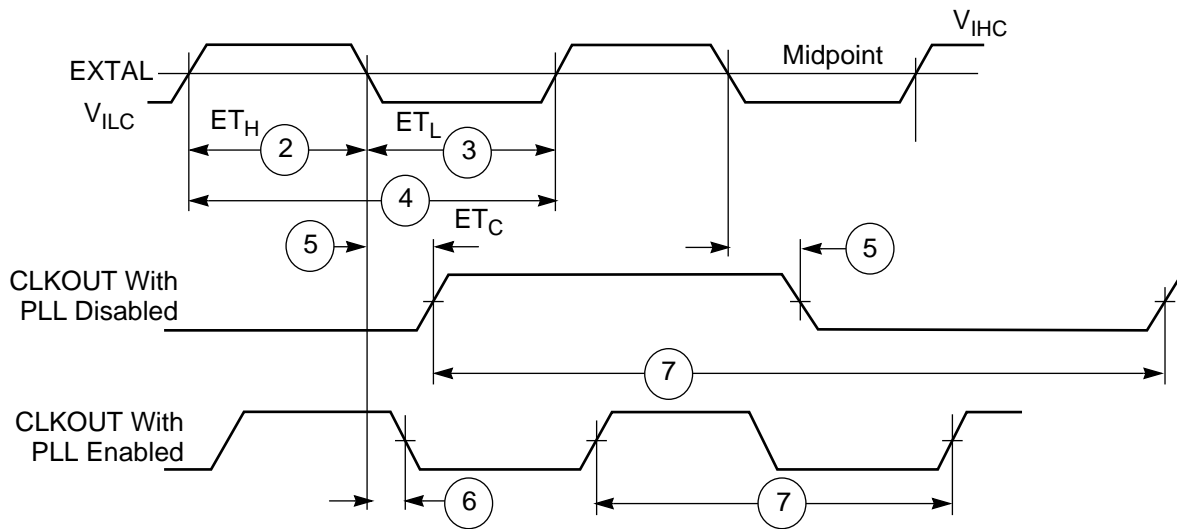 V_IHC
Midpoint
EXTAL
V_ILC
ET_H
ET_L
2
3
4
ET_C
5
5
CLKOUT With
PLL Disabled
7
CLKOUT With
PLL Enabled
6
7